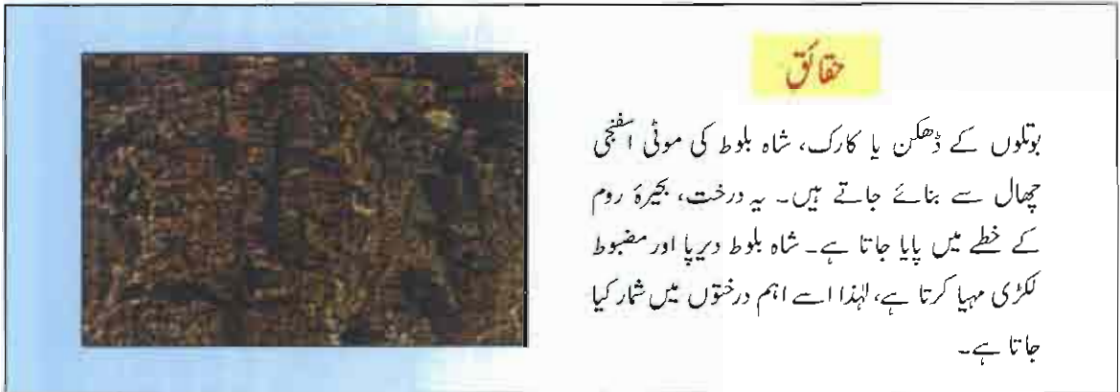 حقائق
بوتلوں کے ڈھکن یا کارک، شاہ بلوط کی موٹی اسفنجی
چھال سے بنائے جاتے ہیں۔ یہ درخت، بحیرۂ روم
کے خطے میں پایا جاتا ہے۔ شاہ بلوط دیرپا اور مضبوط
لکڑی مہیا کرتا ہے، لہٰذا اسے اہم درختوں میں شمار کیا
جاتا ہے۔